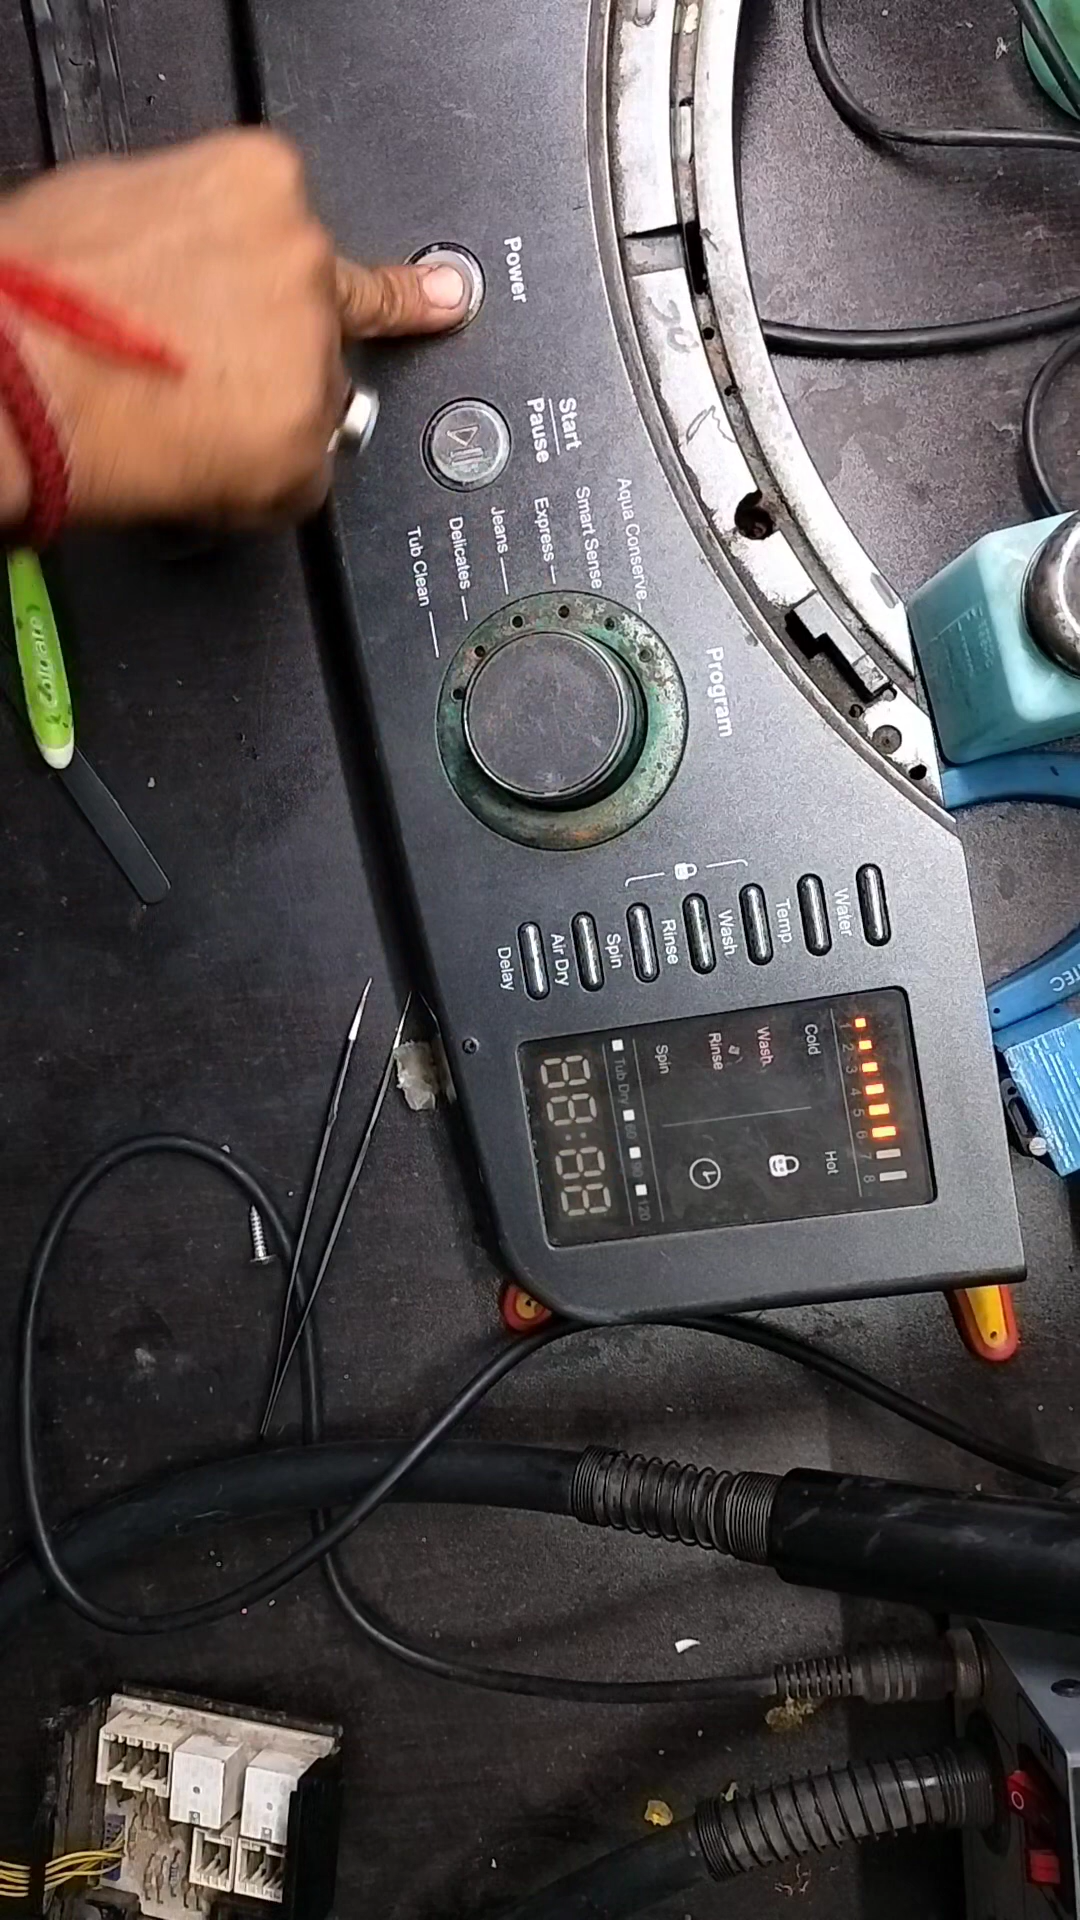 Power
Start
Pause
Aqua Conserve
Smart Sense
Express
Jeans
Delicates
Tub Clean
Program
Water
Temp
Wash
Rinse
Spin
Air Dry
Delay
1 2 3 4 5 6 7 8
Cold Hot
Wash
Rinse
Spin
Tub Dry 60 90 120
88:88
Colgate
TEC